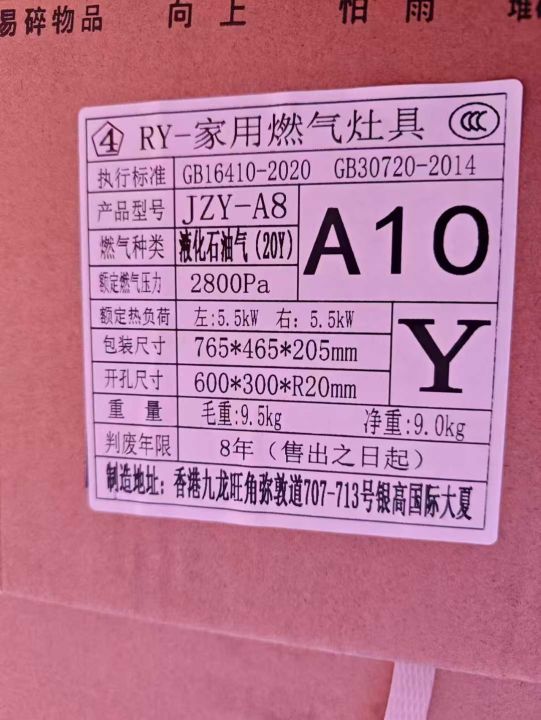 易碎物品 向上 怕雨 堆
4 RY-家用燃气灶具 CCC
执行标准 GB16410-2020 GB30720-2014
产品型号 JZY-A8
燃气种类 液化石油气(20Y)
A10
额定燃气压力 2800Pa
额定热负荷 左:5.5kW 右:5.5kW
包装尺寸 765*465*205mm
Y
开孔尺寸 600*300*R20mm
重量 毛重:9.5kg 净重:9.0kg
判废年限 8年(售出之日起)
制造地址:香港九龙旺角弥敦道707-713号银高国际大夏